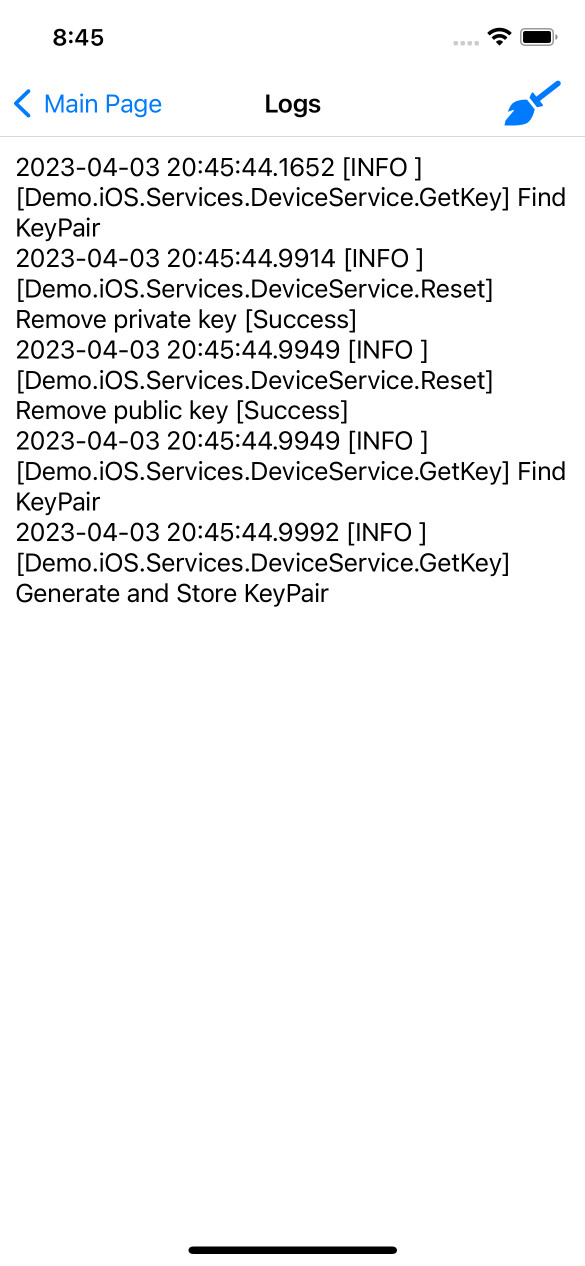 8:45
Main Page
Logs
2023-04-03 20:45:44.1652 [INFO ]
[Demo.iOS.Services.DeviceService.GetKey] Find
KeyPair
2023-04-03 20:45:44.9914 [INFO ]
[Demo.iOS.Services.DeviceService.Reset]
Remove private key [Success]
2023-04-03 20:45:44.9949 [INFO ]
[Demo.iOS.Services.DeviceService.Reset]
Remove public key [Success]
2023-04-03 20:45:44.9949 [INFO ]
[Demo.iOS.Services.DeviceService.GetKey] Find
KeyPair
2023-04-03 20:45:44.9992 [INFO ]
[Demo.iOS.Services.DeviceService.GetKey]
Generate and Store KeyPair